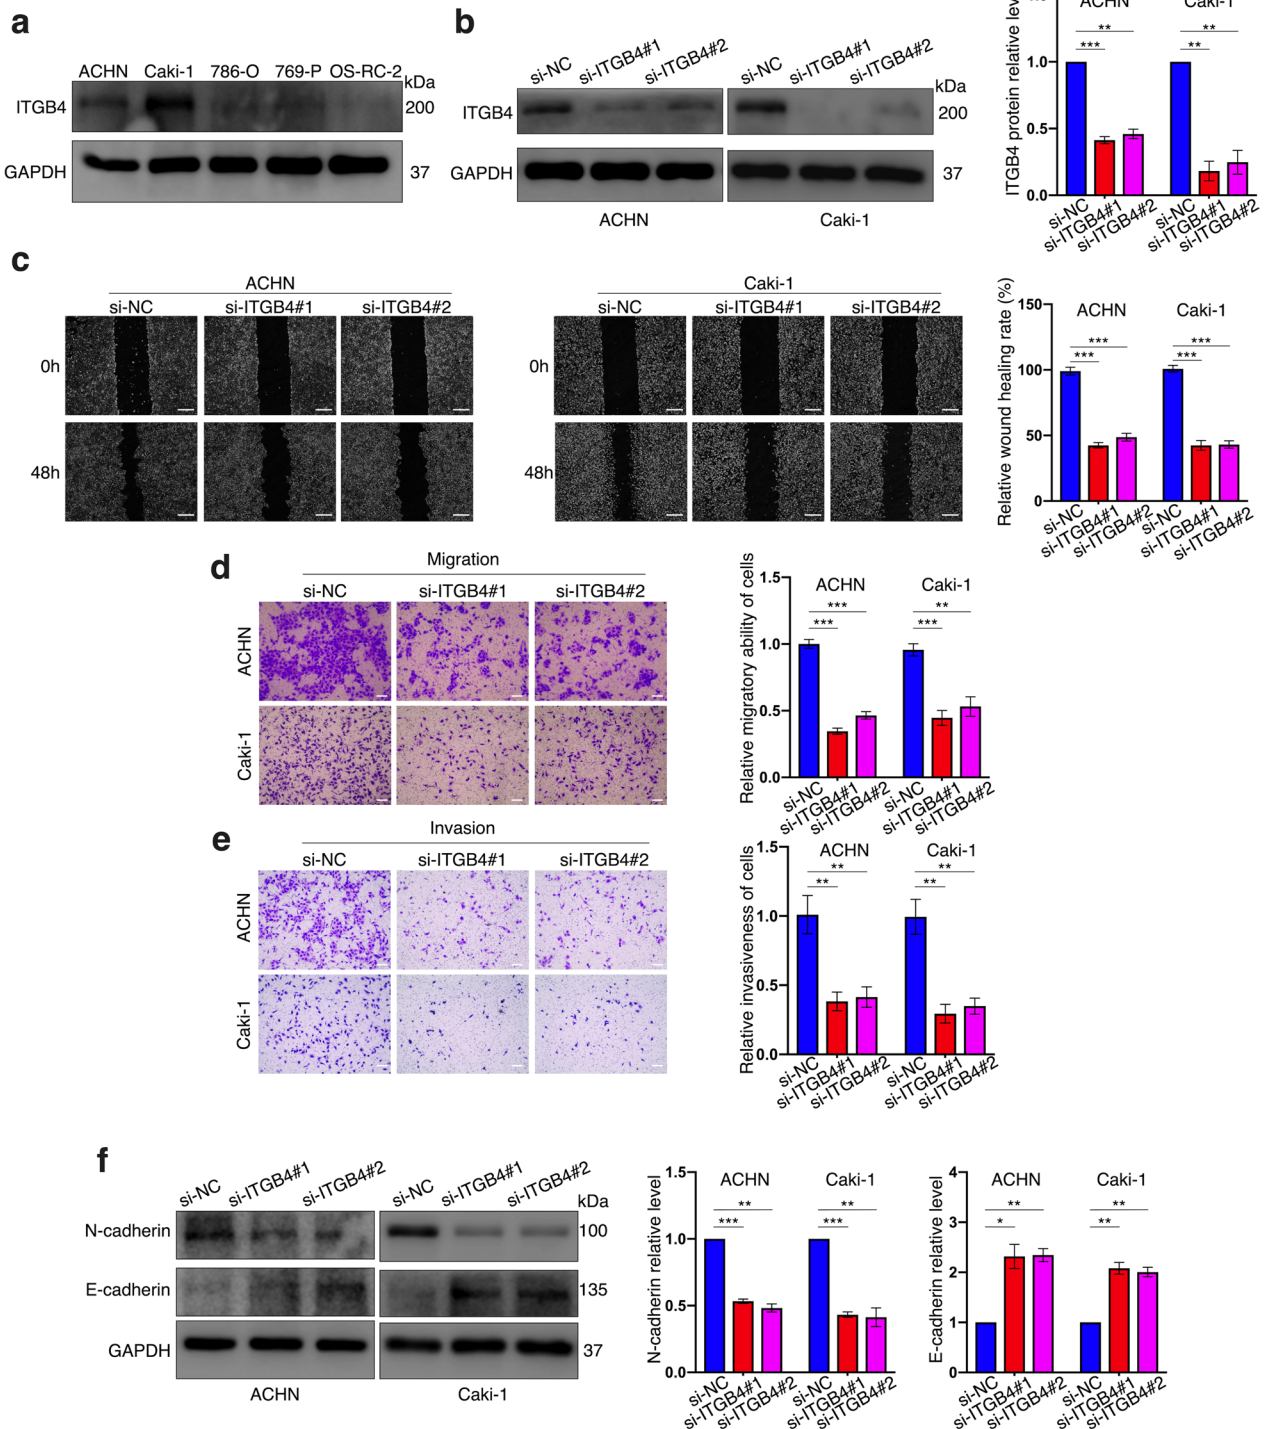 a
ACHN Caki-1 786-O 769-P OS-RC-2
kDa
ITGB4 200
GAPDH 37
b
si-NC si-ITGB4#1 si-ITGB4#2 si-NC si-ITGB4#1 si-ITGB4#2
kDa
ITGB4 200
GAPDH 37
ACHN Caki-1
ITGB4 protein relative level
ACHN Caki-1
** **
*** **
1.0
0.5
0.0
si-NC si-ITGB4#1 si-ITGB4#2 si-NC si-ITGB4#1 si-ITGB4#2
c
ACHN Caki-1
si-NC si-ITGB4#1 si-ITGB4#2 si-NC si-ITGB4#1 si-ITGB4#2
0h 0h
48h 48h
Relative wound healing rate (%)
150
ACHN Caki-1
*** ***
*** ***
100
50
0
si-NC si-ITGB4#1 si-ITGB4#2 si-NC si-ITGB4#1 si-ITGB4#2
d
Migration
si-NC si-ITGB4#1 si-ITGB4#2
ACHN
Caki-1
Relative migratory ability of cells
1.5
ACHN Caki-1
*** **
*** ***
1.0
0.5
0.0
si-NC si-ITGB4#1 si-ITGB4#2 si-NC si-ITGB4#1 si-ITGB4#2
e
Invasion
si-NC si-ITGB4#1 si-ITGB4#2
ACHN
Caki-1
Relative invasiveness of cells
1.5
ACHN Caki-1
** **
** **
1.0
0.5
0.0
si-NC si-ITGB4#1 si-ITGB4#2 si-NC si-ITGB4#1 si-ITGB4#2
f
si-NC si-ITGB4#1 si-ITGB4#2 si-NC si-ITGB4#1 si-ITGB4#2
kDa
N-cadherin 100
E-cadherin 135
GAPDH 37
ACHN Caki-1
N-cadherin relative level
1.5
ACHN Caki-1
** **
*** ***
1.0
0.5
0.0
si-NC si-ITGB4#1 si-ITGB4#2 si-NC si-ITGB4#1 si-ITGB4#2
E-cadherin relative level
4
ACHN Caki-1
** **
* **
3
2
1
0
si-NC si-ITGB4#1 si-ITGB4#2 si-NC si-ITGB4#1 si-ITGB4#2